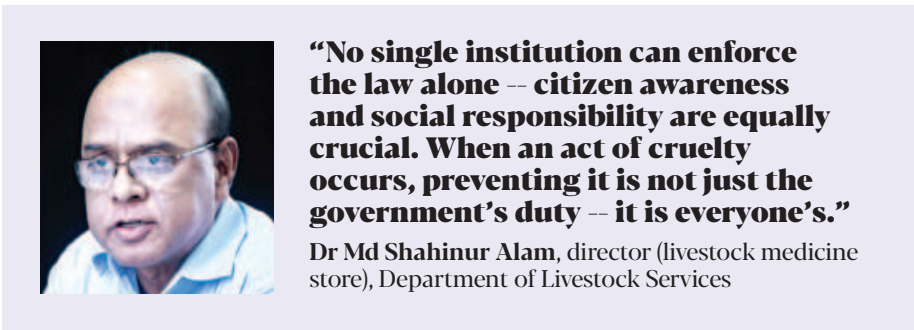 “No single institution can enforce
the law alone -- citizen awareness
and social responsibility are equally
crucial. When an act of cruelty
occurs, preventing it is not just the
government’s duty -- it is everyone’s.”
Dr Md Shahinur Alam, director (livestock medicine
store), Department of Livestock Services